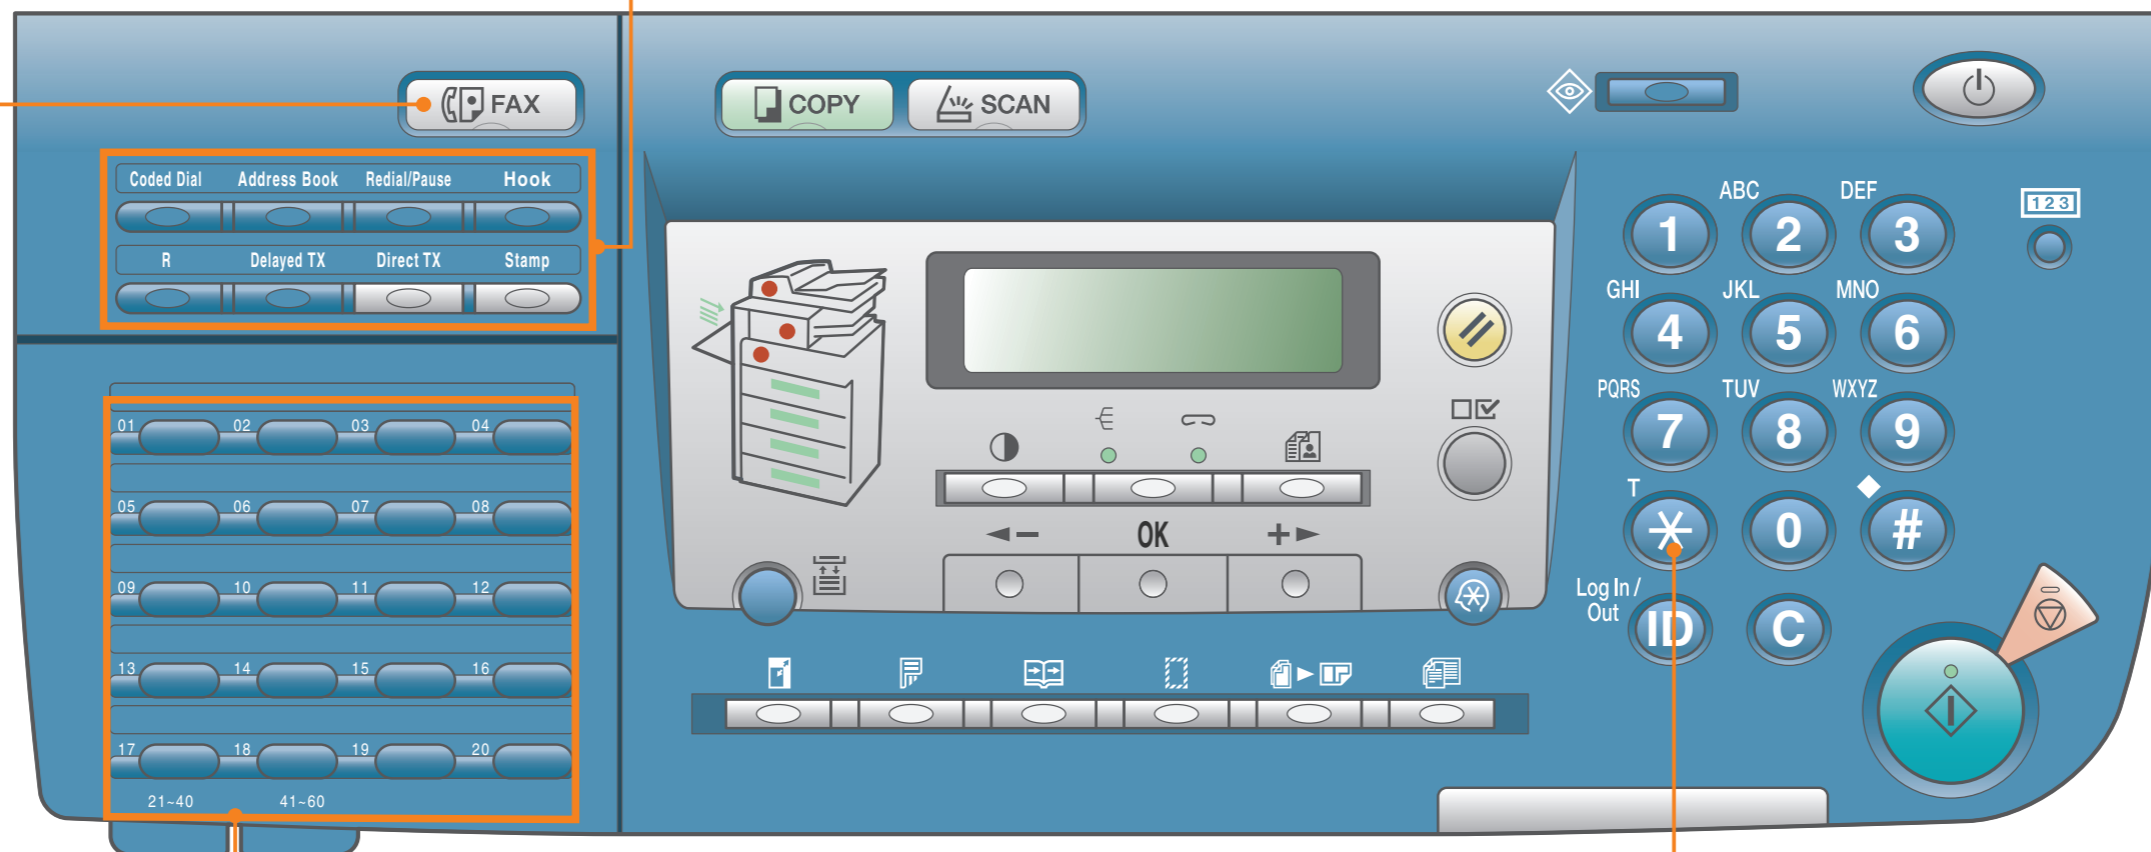 FAX
COPY
SCAN
Coded Dial Address Book Redial/Pause Hook
R Delayed TX Direct TX Stamp
01 02 03 04
05 06 07 08
09 10 11 12
13 14 15 16
17 18 19 20
21~40 41~60
OK
ABC DEF
1 2 3
123
GHI JKL MNO
4 5 6
PQRS TUV WXYZ
7 8 9
T
* 0 #
Log In /
Out
ID C